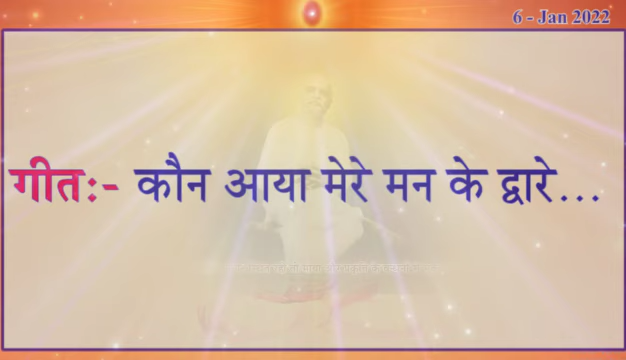 6 - Jan 2022
गीतः- कौन आया मेरे मन के द्वारे...